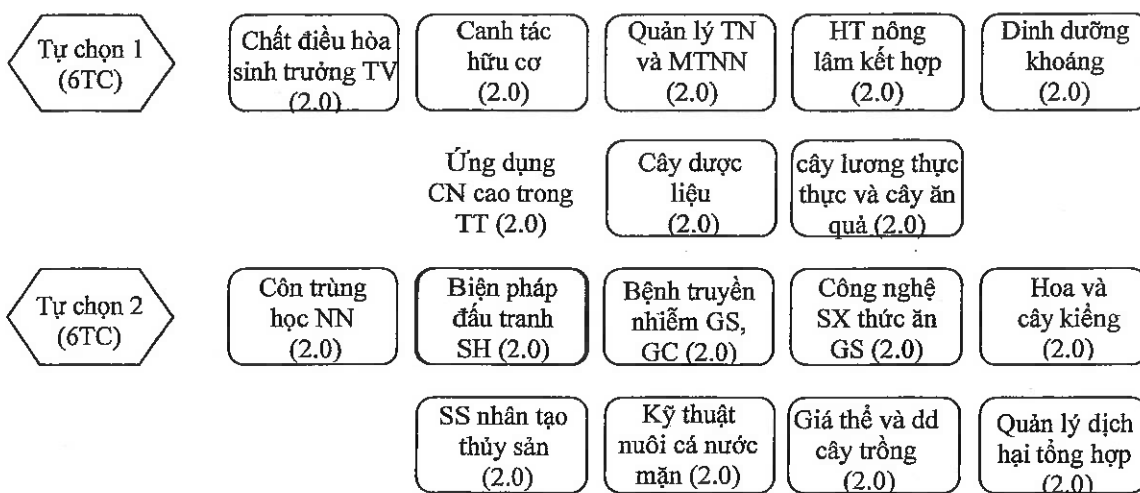 Tự chọn 1
(6TC)
Chất điều hòa
sinh trưởng TV
(2.0)
Canh tác
hữu cơ
(2.0)
Quản lý TN
và MTNN
(2.0)
HT nông
lâm kết hợp
(2.0)
Dinh dưỡng
khoáng
(2.0)
Ứng dụng
CN cao trong
TT (2.0)
Cây dược
liệu
(2.0)
cây lương thực
thực và cây ăn
quả (2.0)
Tự chọn 2
(6TC)
Côn trùng
học NN
(2.0)
Biện pháp
đấu tranh
SH (2.0)
Bệnh truyền
nhiễm GS,
GC (2.0)
Công nghệ
SX thức ăn
GS (2.0)
Hoa và
cây kiểng
(2.0)
SS nhân tạo
thủy sản
(2.0)
Kỹ thuật
nuôi cá nước
mặn (2.0)
Giá thể và dd
cây trồng
(2.0)
Quản lý dịch
hại tổng hợp
(2.0)